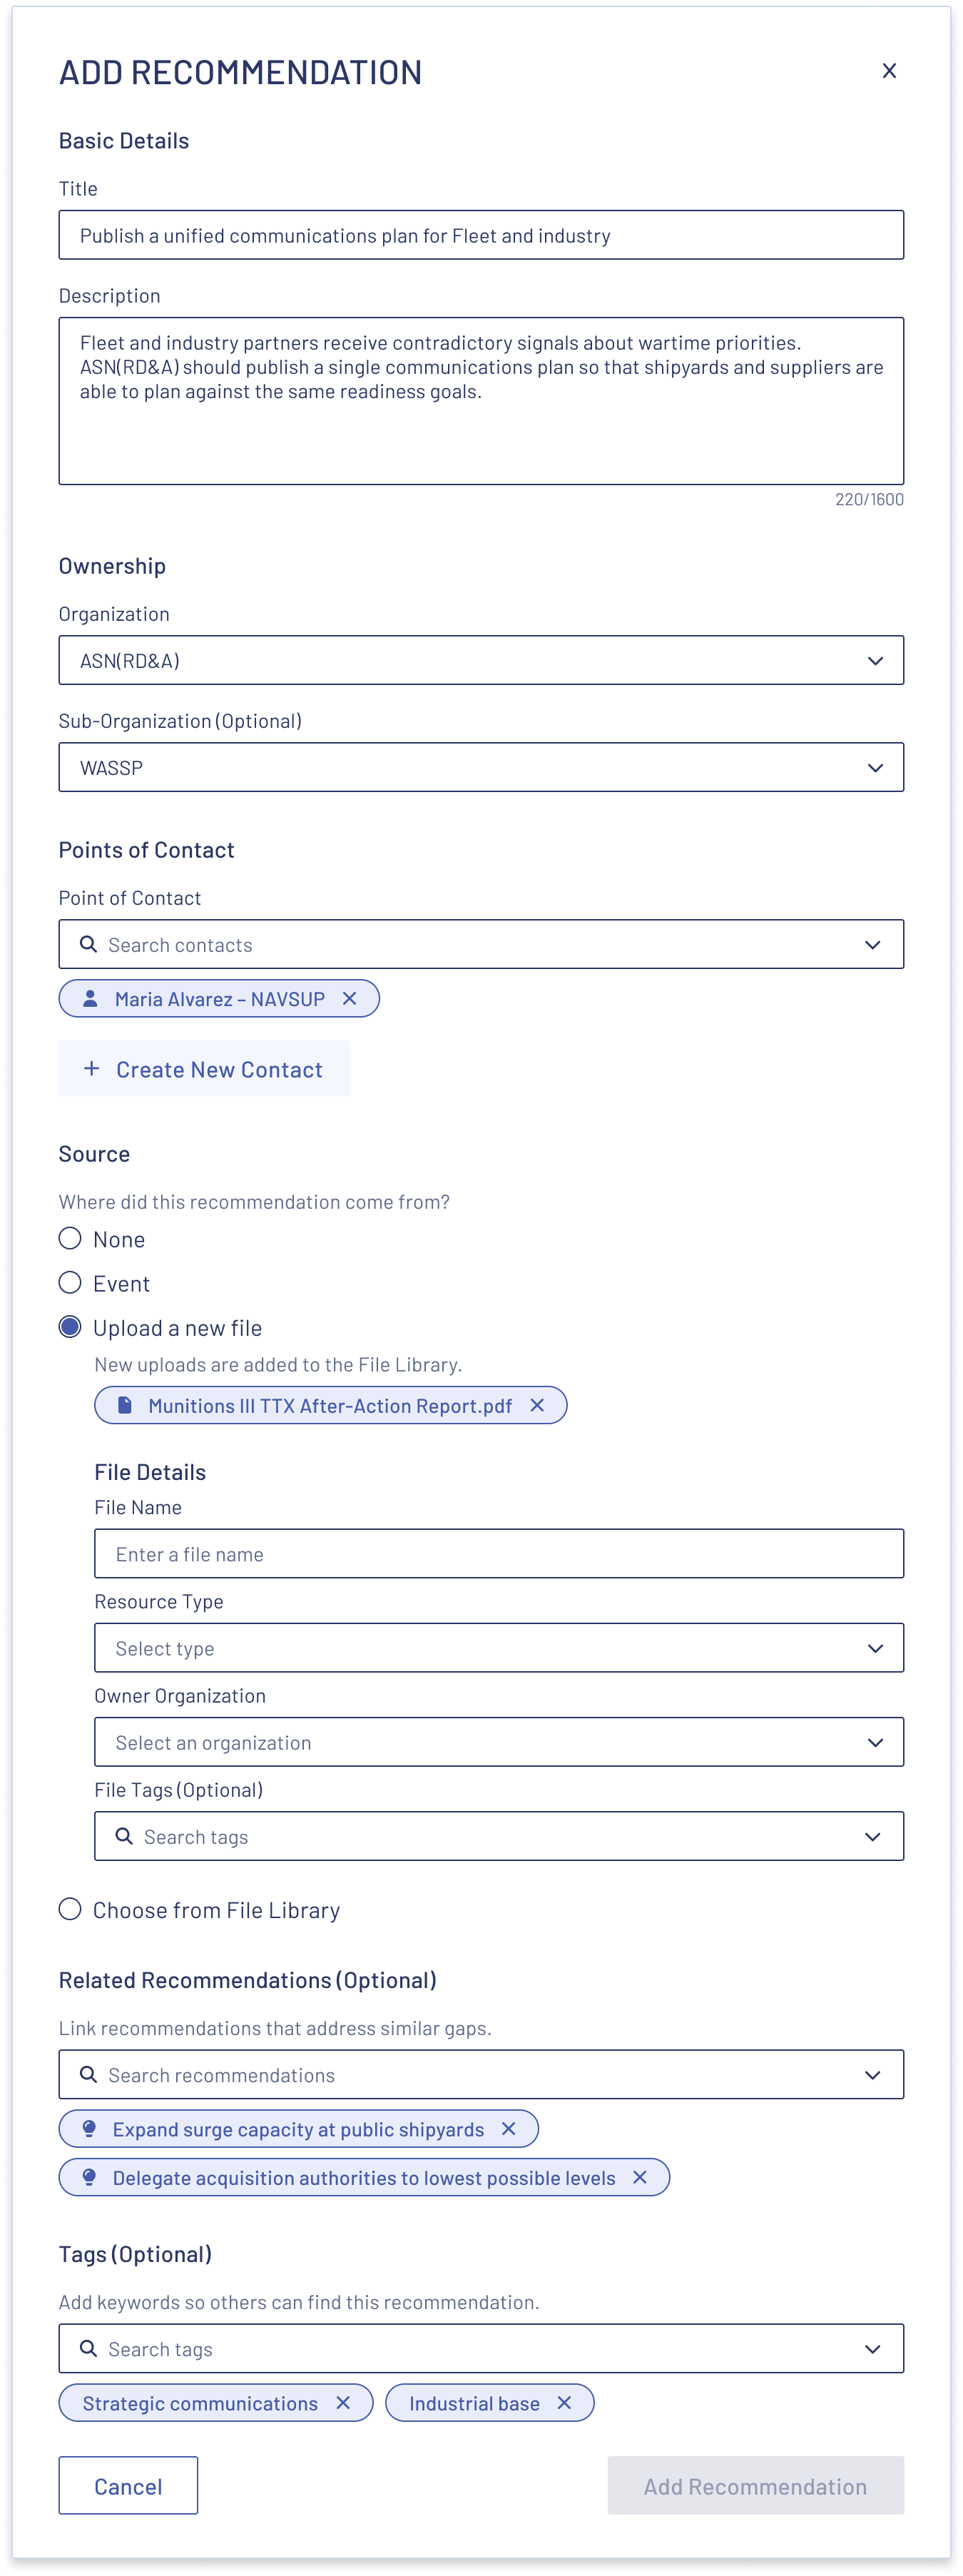 ADD RECOMMENDATION
X
Basic Details
Title
Publish a unified communications plan for Fleet and industry
Description
Fleet and industry partners receive contradictory signals about wartime priorities.
ASN(RD&A) should publish a single communications plan so that shipyards and suppliers are
able to plan against the same readiness goals.
220/1600
Ownership
Organization
ASN(RD&A)
Sub-Organization (Optional)
WASSP
Points of Contact
Point of Contact
Search contacts
Maria Alvarez – NAVSUP
Create New Contact
Source
Where did this recommendation come from?
None
Event
Upload a new file
New uploads are added to the File Library.
Munitions III TTX After-Action Report.pdf
File Details
File Name
Enter a file name
Resource Type
Select type
Owner Organization
Select an organization
File Tags (Optional)
Search tags
Choose from File Library
Related Recommendations (Optional)
Link recommendations that address similar gaps.
Search recommendations
Expand surge capacity at public shipyards
Delegate acquisition authorities to lowest possible levels
Tags (Optional)
Add keywords so others can find this recommendation.
Search tags
Strategic communications
Industrial base
Cancel
Add Recommendation